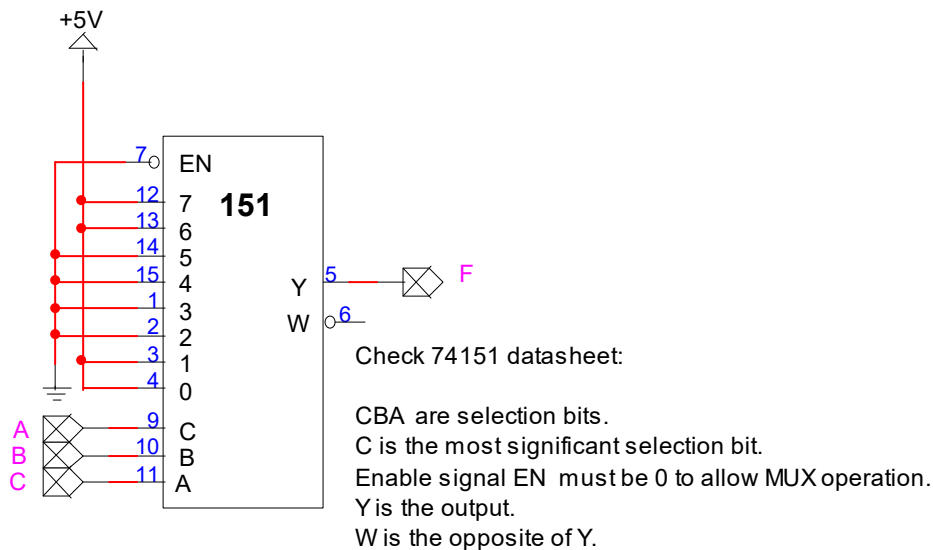 +5V
7 EN
12 7 151
13 6
14 5
15 4 Y 5 F
1 3
2 2 W 6
3 1
4 0
A 9 C
B 10 B
C 11 A
Check 74151 datasheet:
CBA are selection bits.
C is the most significant selection bit.
Enable signal EN must be 0 to allow MUX operation.
Y is the output.
W is the opposite of Y.